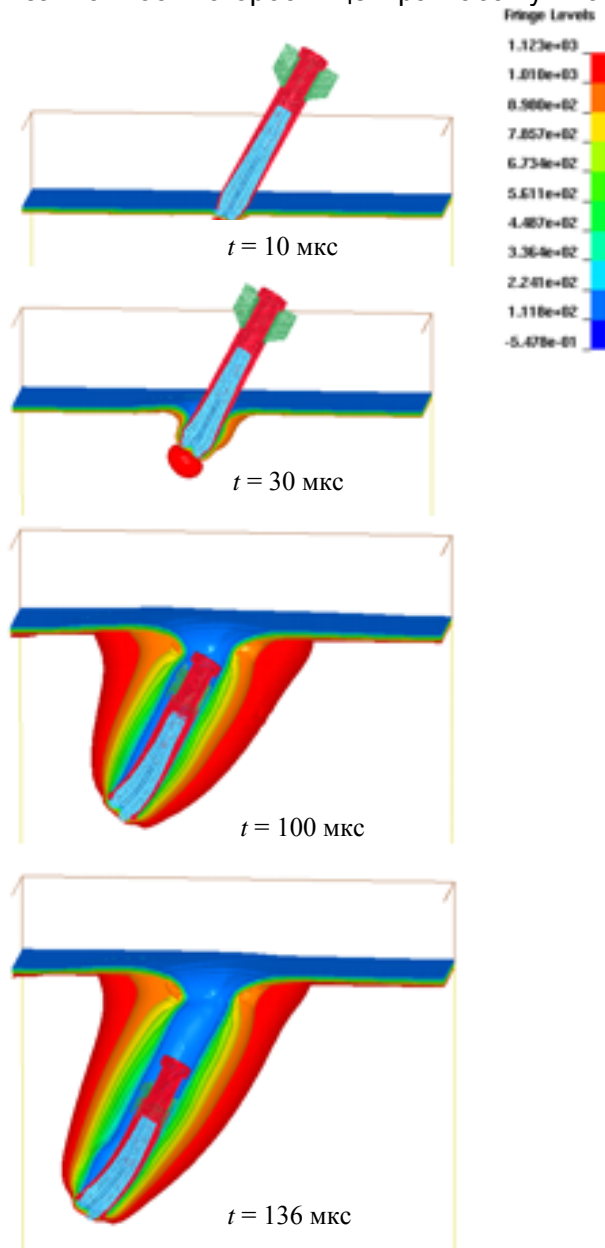 Fringe Levels
1.123e+03
1.010e+03
8.980e+02
7.857e+02
6.734e+02
5.611e+02
4.487e+02
3.364e+02
2.241e+02
1.118e+02
-5.478e-01
t = 10 мкс
t = 30 мкс
t = 100 мкс
t = 136 мкс